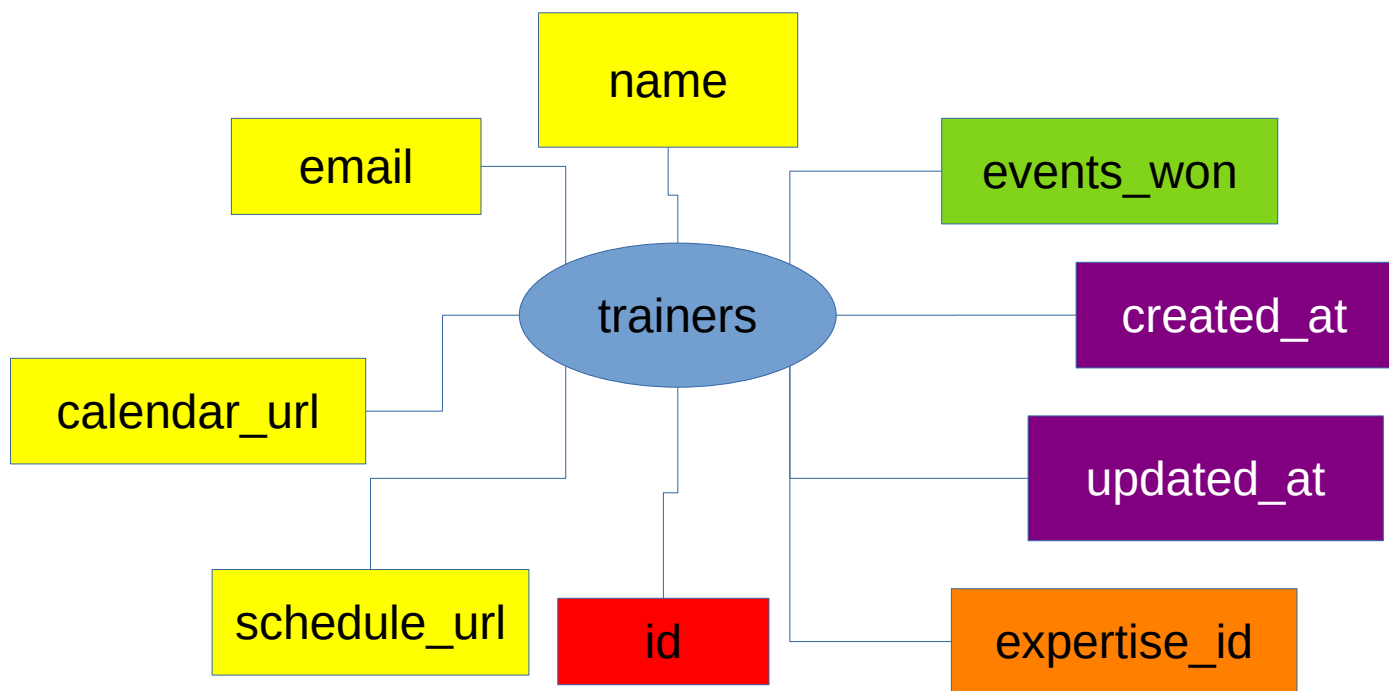 name
email
events_won
trainers
created_at
calendar_url
updated_at
schedule_url
id
expertise_id